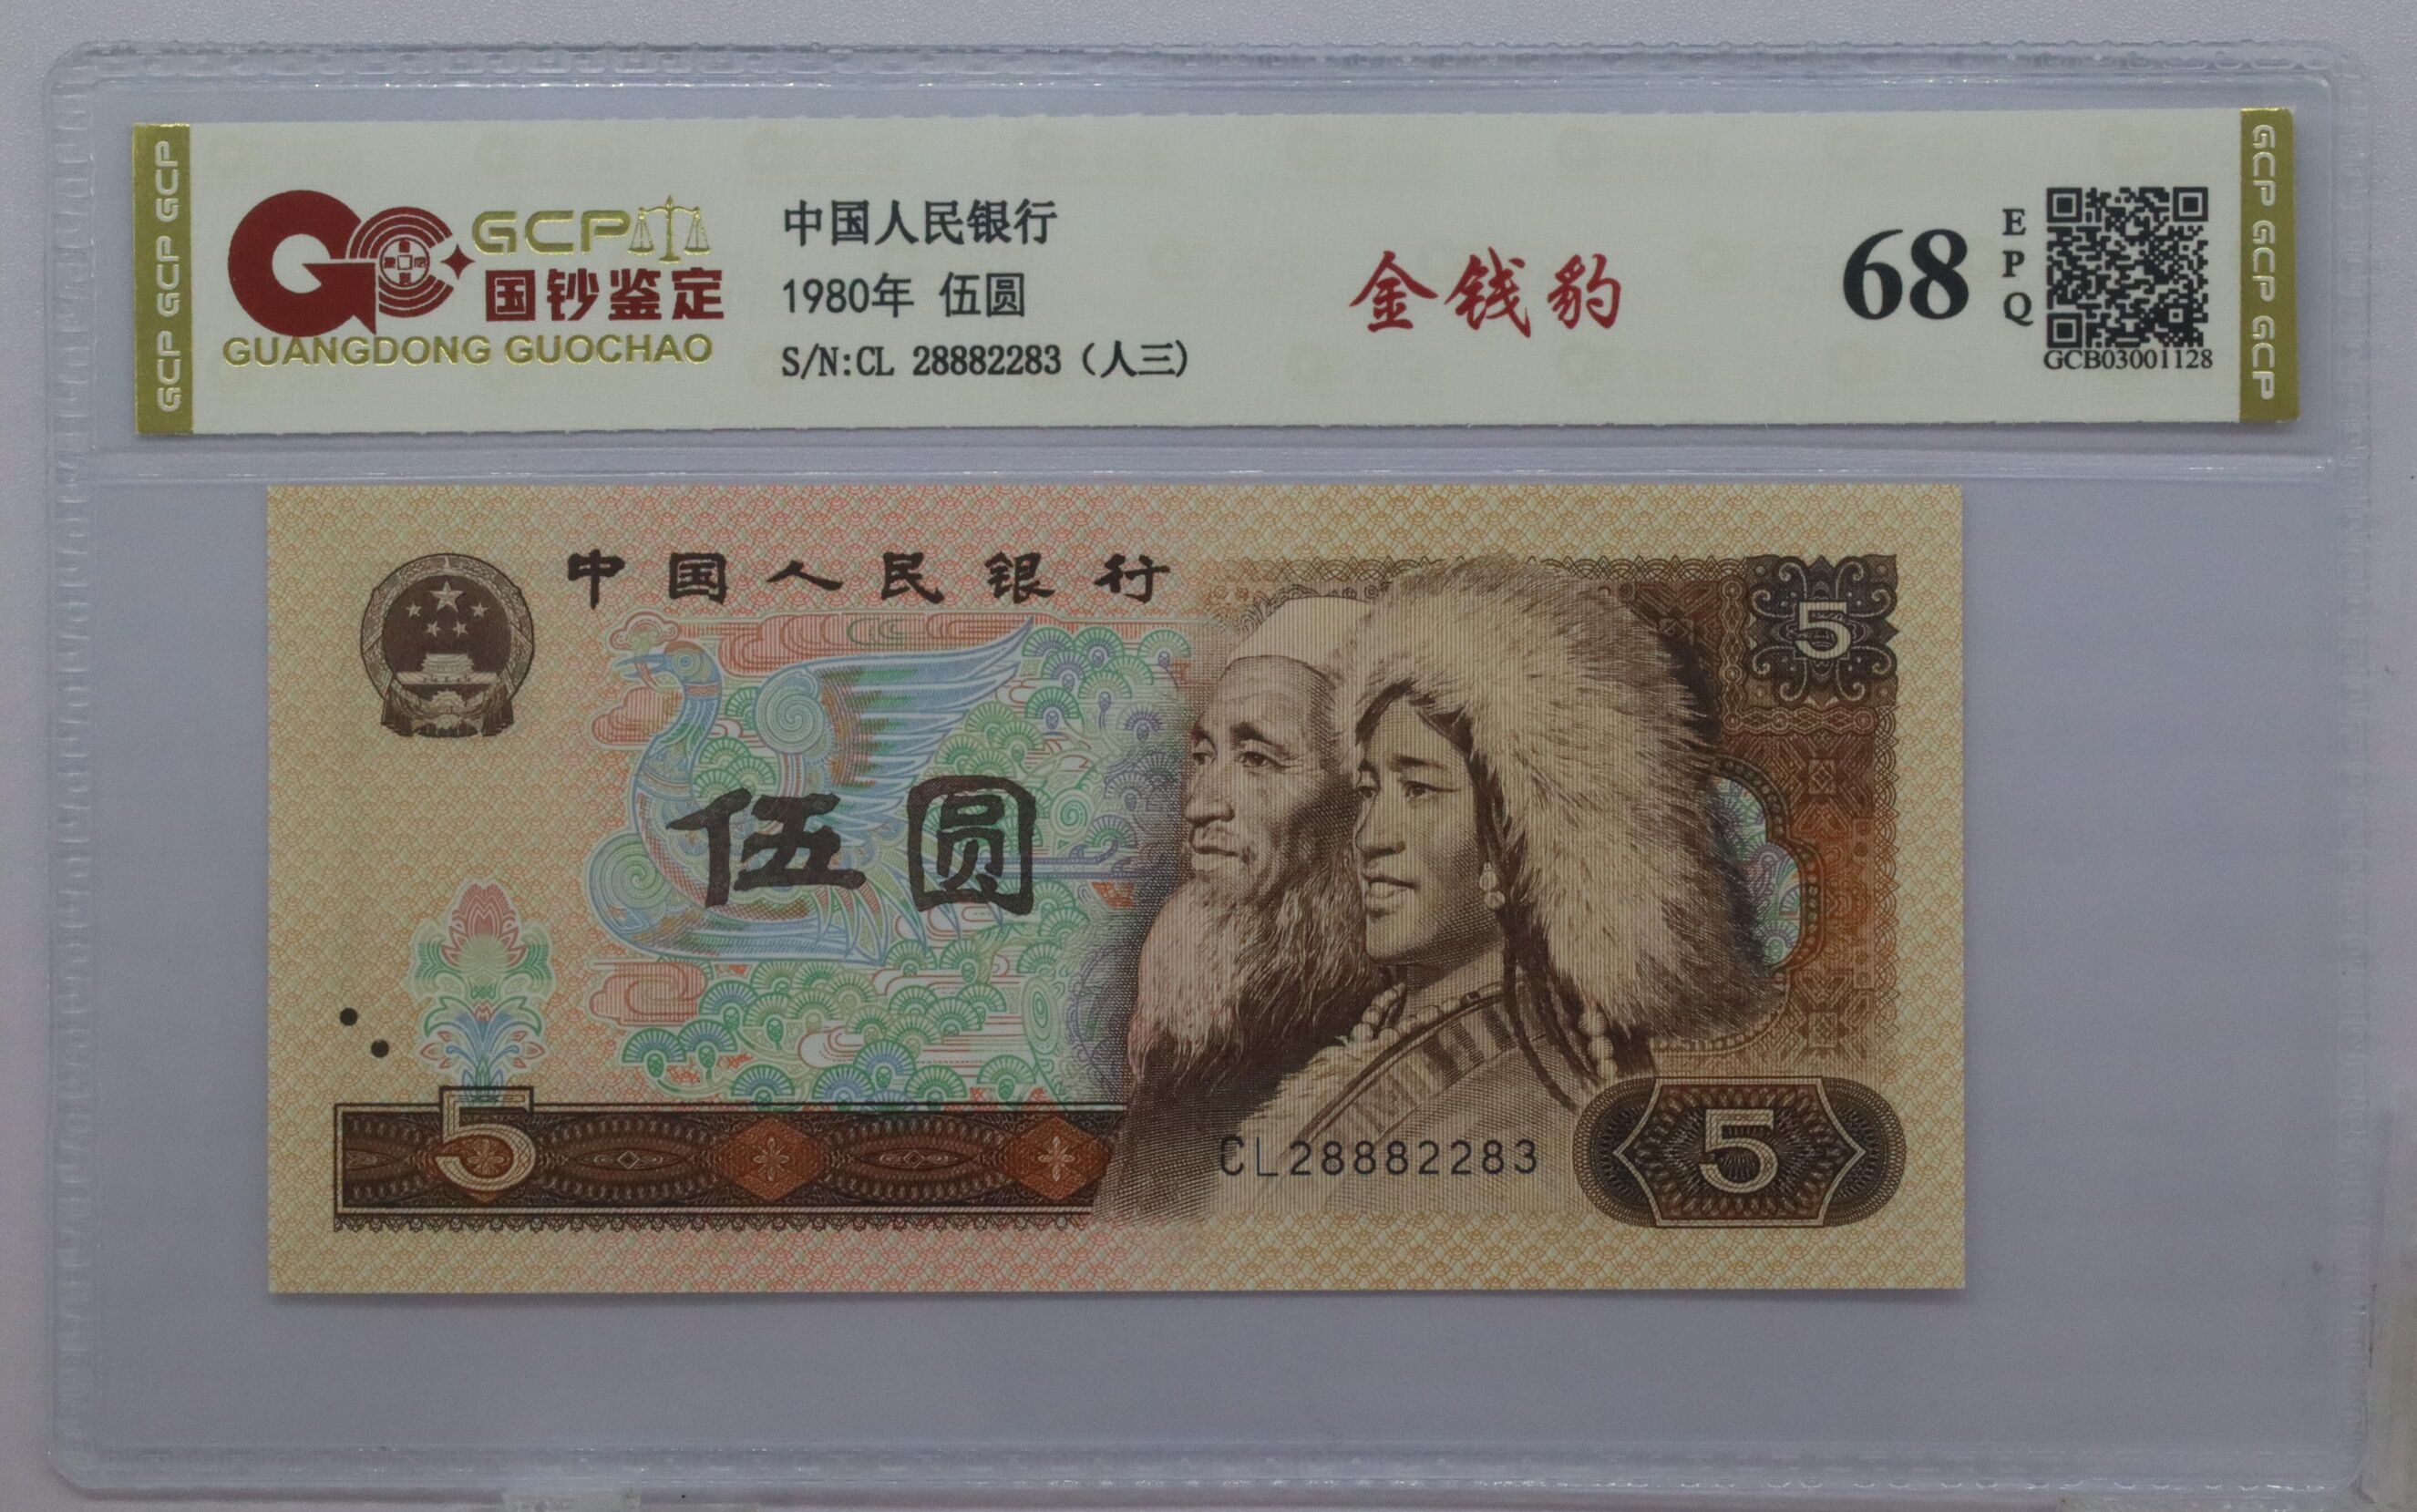 GCP GCP GCP
GCP
国钞鉴定
GUANGDONG GUOCHAO
中国人民银行
1980年 伍圆
S/N:CL 28882283（人三）
金钱豹
68
EPQ
GCB03001128
GCP GCP GCP
中国人民银行
5
伍圆
5
CL28882283
5